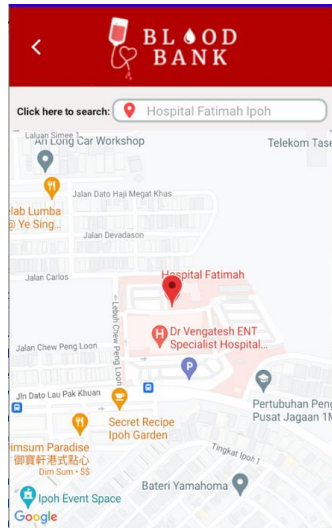 BLOOD
BANK
Click here to search:
Hospital Fatimah Ipoh
Laluan Simee 1
Ah Long Car Workshop
Telekom Tase
Jalan Dato Haji Megat Khas
elab Lumba
@ Ye Sing...
Jalan Devadason
Jalan Carlos
Hospital Fatimah
Lebuh Chew Peng Loon
Dr Vengatesh ENT
Specialist Hospital...
Jalan Chew Peng Loon
P
Jln Dato Lau Pak Khuan
Pertubuhan Peng
Pusat Jagaan 1M
Secret Recipe
Ipoh Garden
Dimsum Paradise
御寶軒港式點心
Dim Sum • $$
Tingkat Ipoh 1
Bateri Yamahoma
Ipoh Event Space
Google